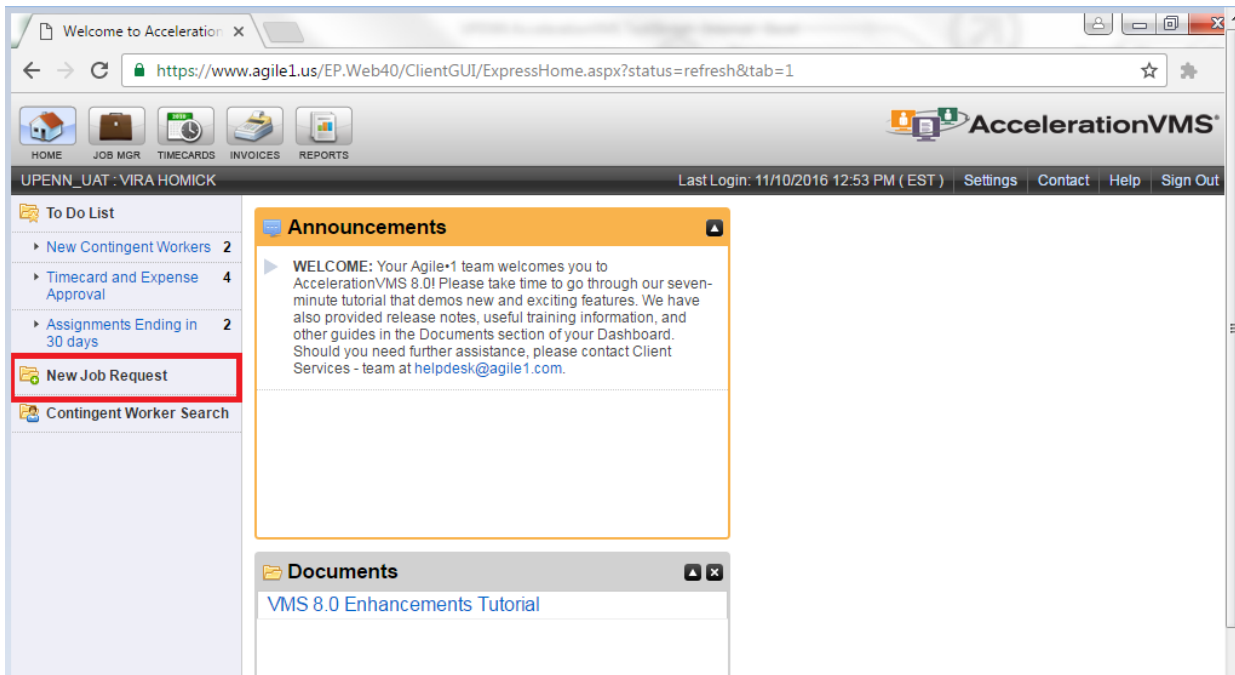 Welcome to Acceleration
https://www.agile1.us/EP.Web40/ClientGUI/ExpressHome.aspx?status=refresh&tab=1
HOME JOB MGR TIMECARDS INVOICES REPORTS
AccelerationVMS
UPENN_UAT : VIRA HOMICK Last Login: 11/10/2016 12:53 PM ( EST ) Settings Contact Help Sign Out
To Do List
New Contingent Workers 2
Timecard and Expense 4
Approval
Assignments Ending in 2
30 days
New Job Request
Contingent Worker Search
Announcements
WELCOME: Your Agile•1 team welcomes you to
AccelerationVMS 8.0! Please take time to go through our seven-
minute tutorial that demos new and exciting features. We have
also provided release notes, useful training information, and
other guides in the Documents section of your Dashboard.
Should you need further assistance, please contact Client
Services - team at helpdesk@agile1.com.
Documents
VMS 8.0 Enhancements Tutorial